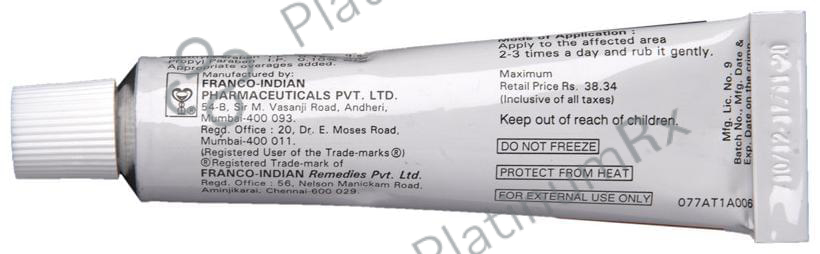 Propyl Paraben I.P. 0.10%
Appropriate overages added.
Manufactured by:
FRANCO-INDIAN
PHARMACEUTICALS PVT. LTD.
54-B, Sir M. Vasanji Road, Andheri,
Mumbai-400 093.
Regd. Office : 20, Dr. E. Moses Road,
Mumbai-400 011.
(Registered User of the Trade-marks®)
®Registered Trade-mark of
FRANCO-INDIAN Remedies Pvt. Ltd.
Regd. Office : 56, Nelson Manickam Road,
Aminjikarai, Chennai-600 029.
Mode of Application :
Apply to the affected area
2-3 times a day and rub it gently.
Maximum
Retail Price Rs. 38.34
(Inclusive of all taxes)
Keep out of reach of children.
DO NOT FREEZE
PROTECT FROM HEAT
FOR EXTERNAL USE ONLY
077AT1A006
Mfg. Lic. No. 9
Batch No., Mfg. Date &
Exp. Date on the crimp
PlatinumRx